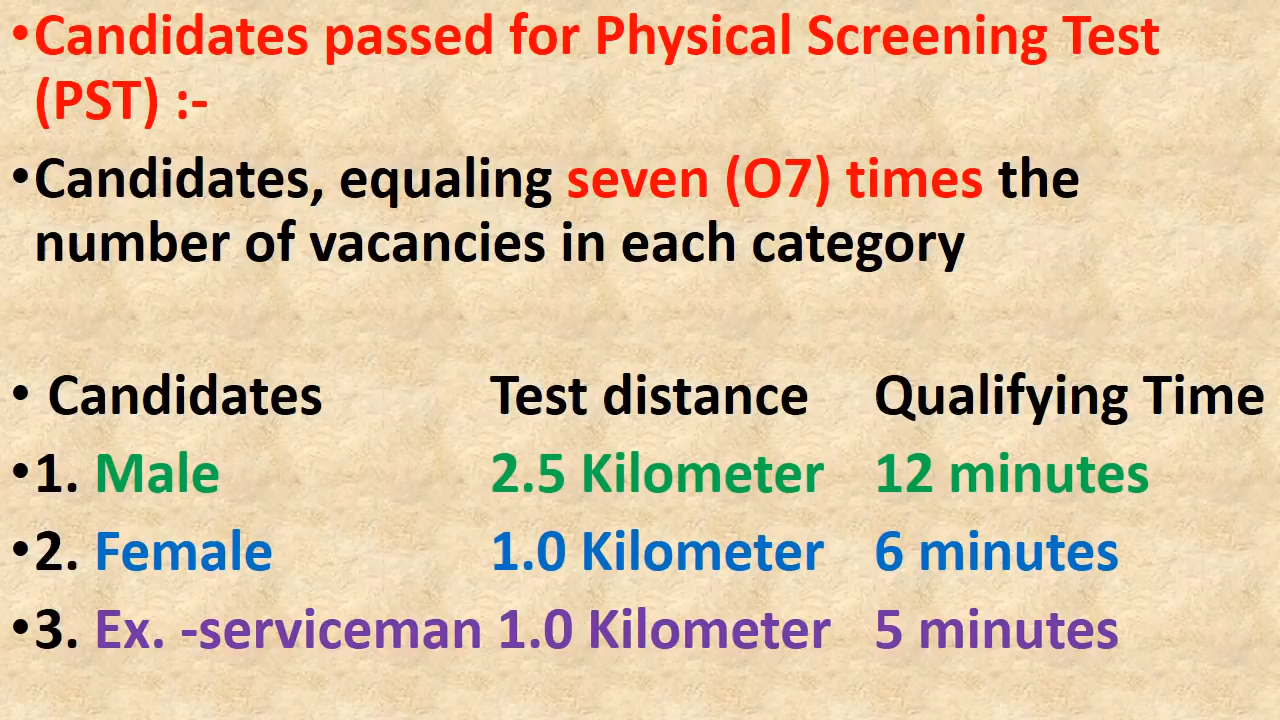 •Candidates passed for Physical Screening Test
(PST) :-
•Candidates, equaling seven (O7) times the
number of vacancies in each category
• Candidates Test distance Qualifying Time
•1. Male 2.5 Kilometer 12 minutes
•2. Female 1.0 Kilometer 6 minutes
•3. Ex. -serviceman 1.0 Kilometer 5 minutes